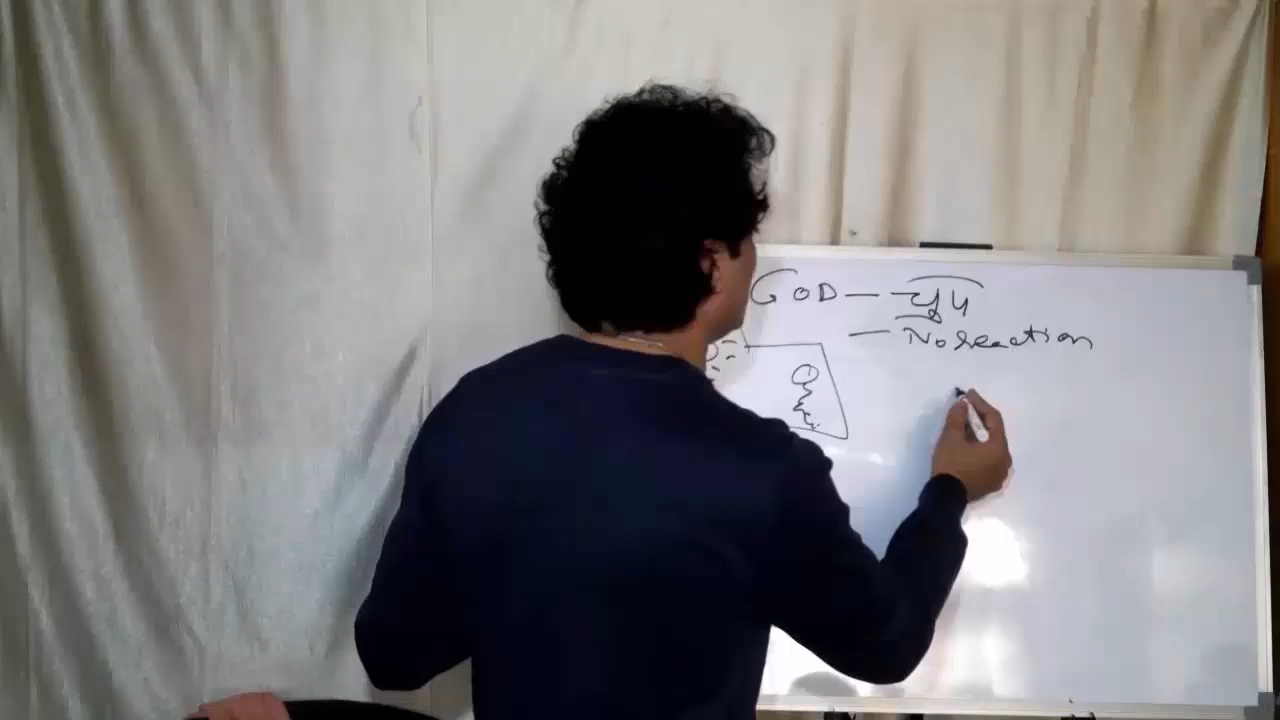 GOD — चुप
— No reaction